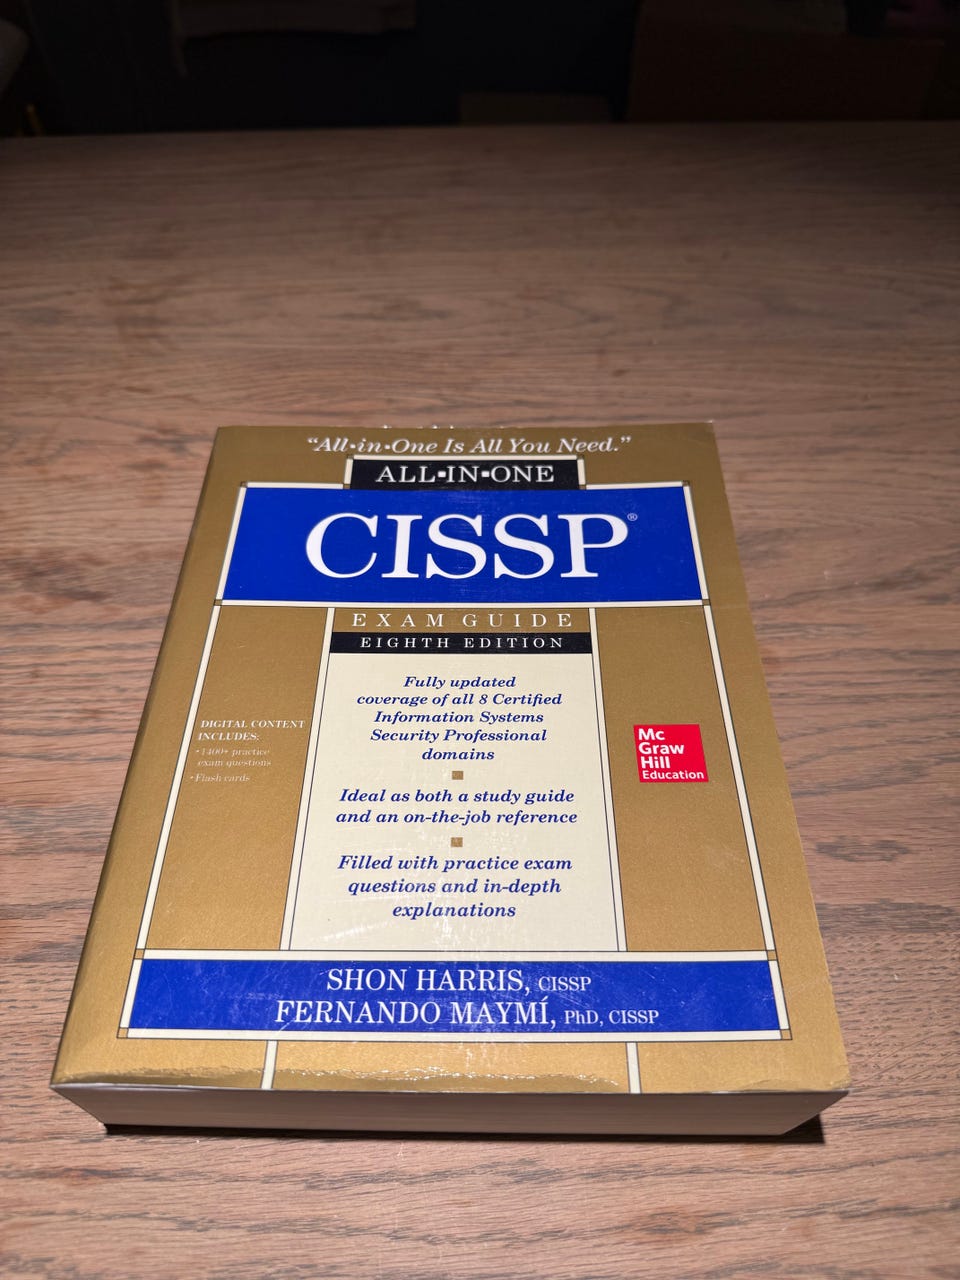 "All-in-One Is All You Need."
ALL-IN-ONE
CISSP®
EXAM GUIDE
EIGHTH EDITION
Fully updated
coverage of all 8 Certified
Information Systems
Security Professional
domains
Ideal as both a study guide
and an on-the-job reference
Filled with practice exam
questions and in-depth
explanations
DIGITAL CONTENT
INCLUDES:
•1400+ practice
exam questions
•Flash cards
Mc
Graw
Hill
Education
SHON HARRIS, CISSP
FERNANDO MAYMÍ, PhD, CISSP